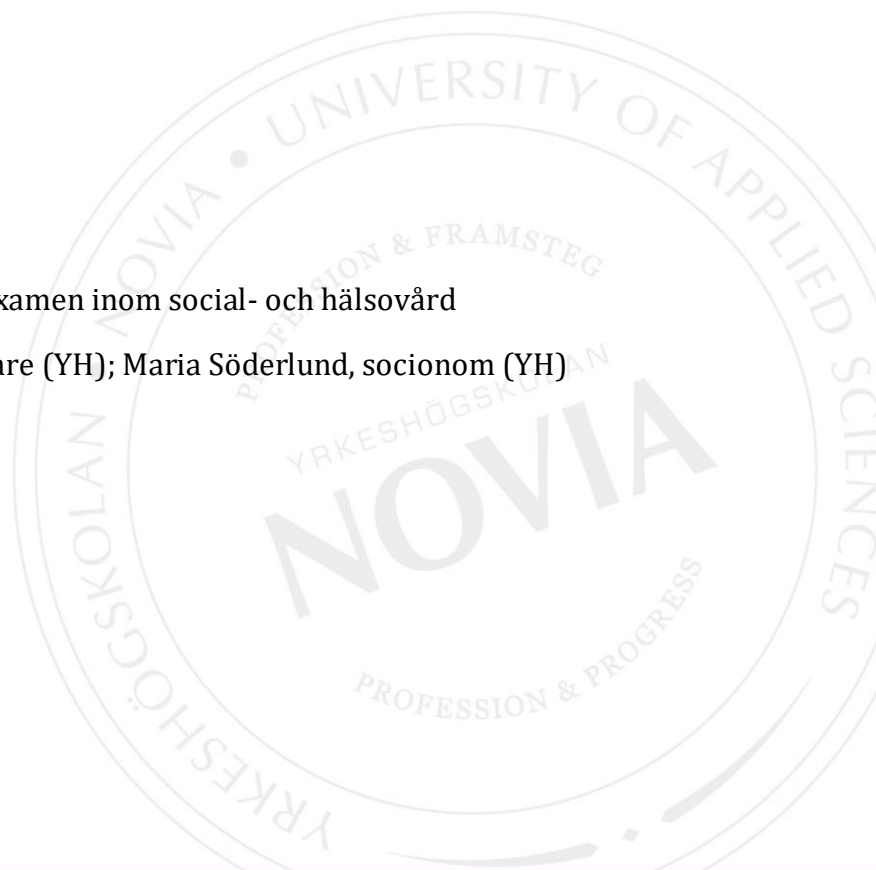 xamen inom social- och hälsovård
are (YH); Maria Söderlund, socionom (YH)
YRKESHÖGSKOLAN NOVIA • UNIVERSITY OF APPLIED SCIENCES
PROFESSION & FRAMSTEG
YRKESHÖGSKOLAN
NOVIA
PROFESSION & PROGRESS